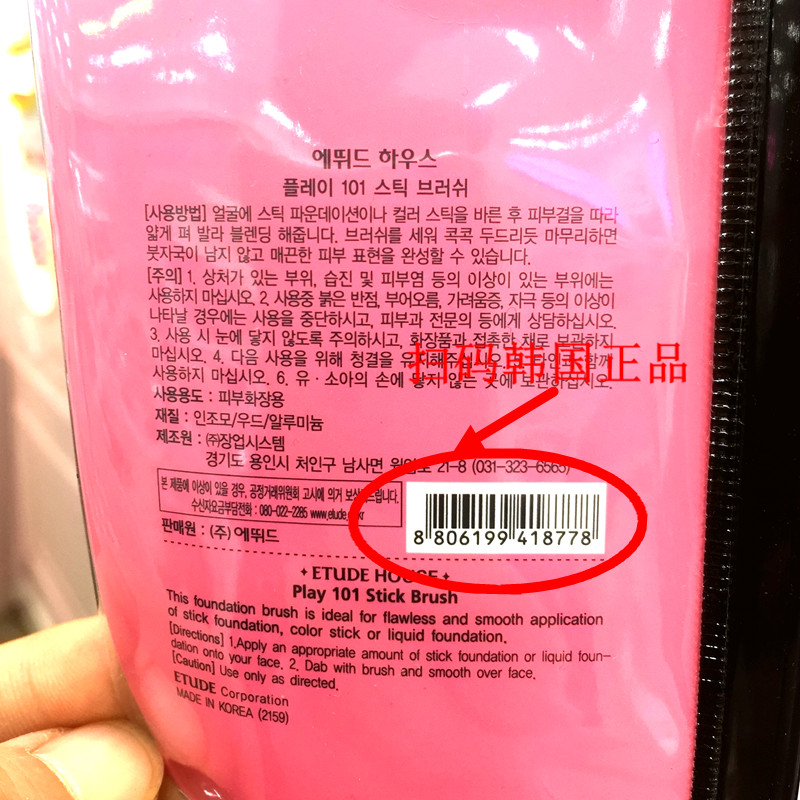 에뛰드 하우스
플레이 101 스틱 브러쉬
[사용방법] 얼굴에 스틱 파운데이션이나 컬러 스틱을 바른 후 피부결을 따라
얇게 펴 발라 블렌딩 해줍니다. 브러쉬를 세워 콕콕 두드리듯 마무리하면
붓자국이 남지 않고 매끈한 피부 표현을 완성할 수 있습니다.
[주의] 1. 상처가 있는 부위, 습진 및 피부염 등의 이상이 있는 부위에는
사용하지 마십시오. 2. 사용중 붉은 반점, 부어오름, 가려움증, 자극 등의 이상이
나타날 경우에는 사용을 중단하시고, 피부과 전문의 등에게 상담하십시오.
3. 사용 시 눈에 닿지 않도록 주의하시고, 화장품과 접촉한 채로 보관하지
마십시오. 4. 다음 사용을 위해 청결을 유지해주십시오. 함께
扫码韩国正品
사용하지 마십시오. 6. 유·소아의 손에 닿지 않는 곳에 보관하십시오.
사용용도 : 피부화장용
재질 : 인조모/우드/알루미늄
제조원 : ㈜장업시스템
경기도 용인시 처인구 남사면 21-8 (031-323-6565)
본 제품에 이상이 있을 경우, 공정거래위원회 고시에 의거 보상
수신자요금부담전화 : 080-022-2285 www.etude.co.kr
8 806199 418778
판매원 : (주) 에뛰드
ETUDE HOUSE
Play 101 Stick Brush
This foundation brush is ideal for flawless and smooth application
of stick foundation, color stick or liquid foundation.
[Directions] 1.Apply an appropriate amount of stick foundation or liquid foun-
dation onto your face. 2. Dab with brush and smooth over face.
[Caution] Use only as directed.
ETUDE Corporation
MADE IN KOREA (2159)